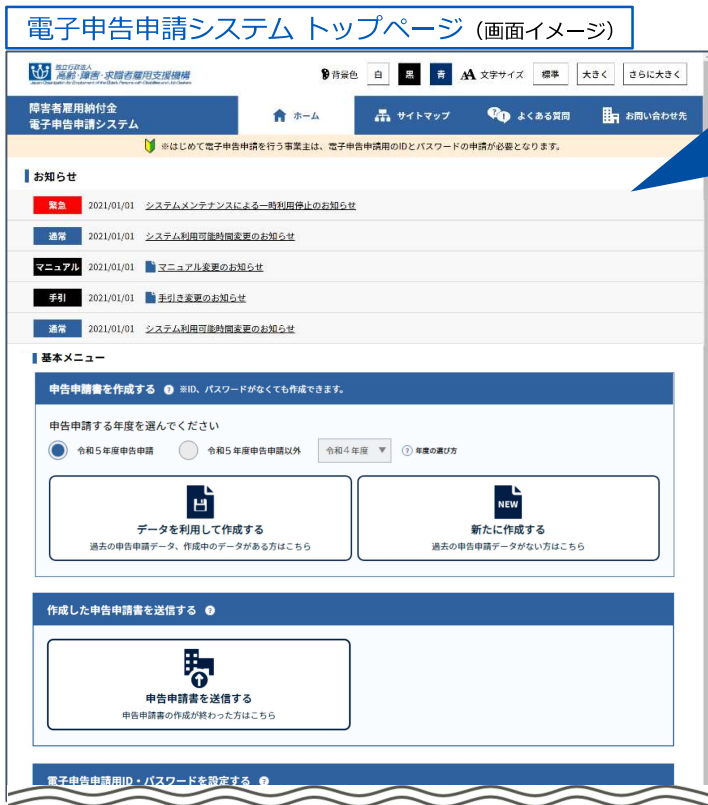 電子申告申請システム トップページ (画面イメージ)
独立行政法人
高齢・障害・求職者雇用支援機構
背景色 白 黒 青 AA 文字サイズ 標準 大きく さらに大きく
障害者雇用納付金
電子申告申請システム
ホーム サイトマップ よくある質問 お問い合わせ先
※はじめて電子申告申請を行う事業主は、電子申告申請用のIDとパスワードの申請が必要となります。
お知らせ
緊急 2021/01/01 システムメンテナンスによる一時利用停止のお知らせ
通常 2021/01/01 システム利用可能時間変更のお知らせ
マニュアル 2021/01/01 マニュアル変更のお知らせ
手引 2021/01/01 手引き変更のお知らせ
通常 2021/01/01 システム利用可能時間変更のお知らせ
基本メニュー
申告申請書を作成する ? ※ID、パスワードがなくても作成できます。
申告申請する年度を選んでください
令和5年度申告申請 令和5年度申告申請以外 令和4年度 ▼ ? 年度の選び方
データを利用して作成する
過去の申告申請データ、作成中のデータがある方はこちら
NEW
新たに作成する
過去の申告申請データがない方はこちら
作成した申告申請書を送信する ?
申告申請書を送信する
申告申請書の作成が終わった方はこちら
電子申告申請用ID・パスワードを設定する ?